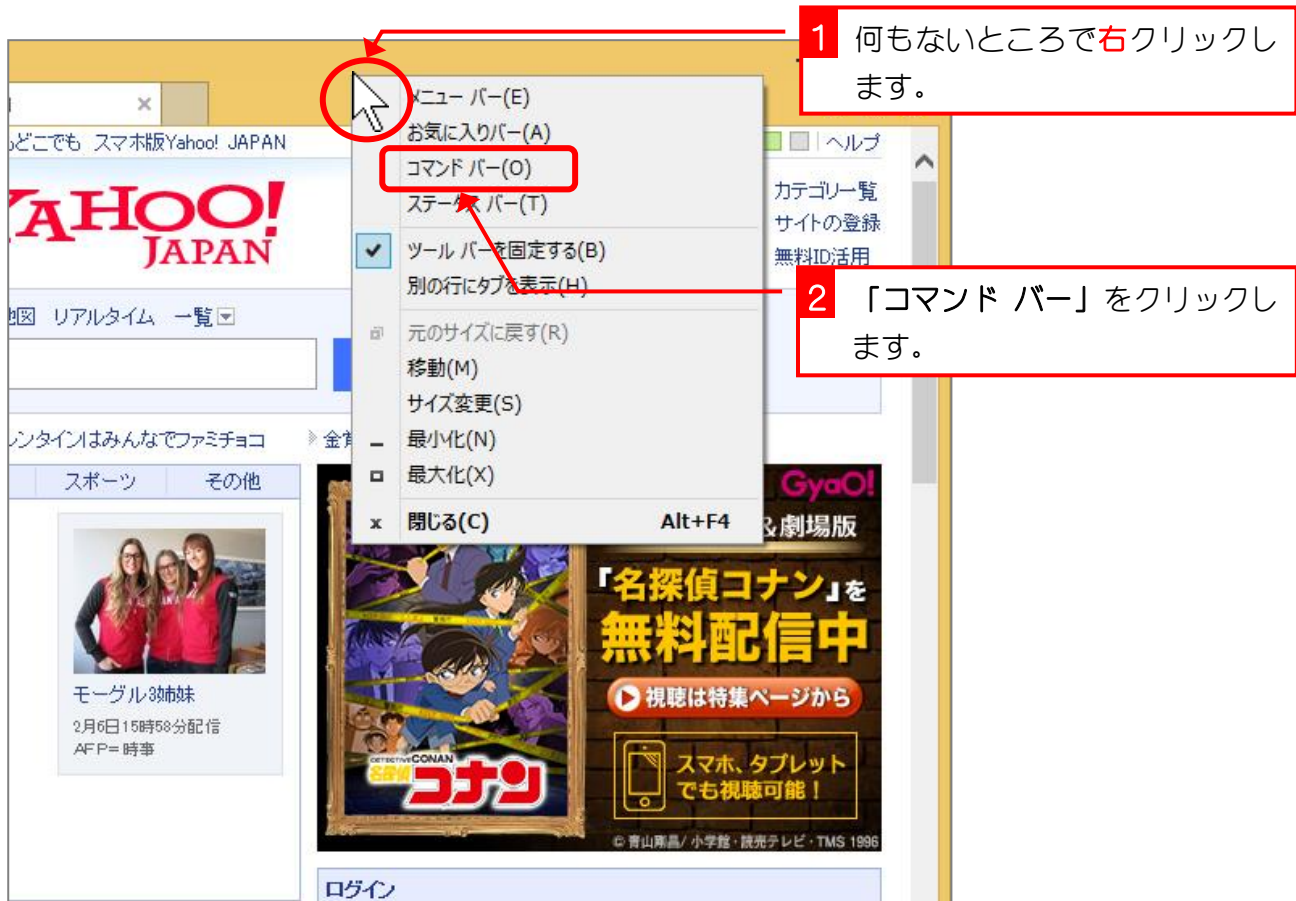 1 何もないところで右クリックし
ます。
メニュー バー(E)
お気に入りバー(A)
コマンド バー(O)
ステータス バー(T)
ツール バーを固定する(B)
別の行にタブを表示(H)
元のサイズに戻す(R)
移動(M)
サイズ変更(S)
最小化(N)
最大化(X)
閉じる(C) Alt+F4
2 「コマンド バー」をクリックし
ます。
どこでも スマホ版Yahoo! JAPAN
ヘルプ
YAHOO!
JAPAN
カテゴリ一覧
サイトの登録
無料ID活用
地図 リアルタイム 一覧
レンタインはみんなでファミチョコ
スポーツ その他
モーグル3姉妹
2月6日15時58分配信
AFP=時事
GyaO!
&劇場版
「名探偵コナン」を
無料配信中
視聴は特集ページから
スマホ、タブレット
でも視聴可能!
DETECTIVE CONAN
名探偵
コナン
© 青山剛昌/小学館・読売テレビ・TMS 1996
ログイン